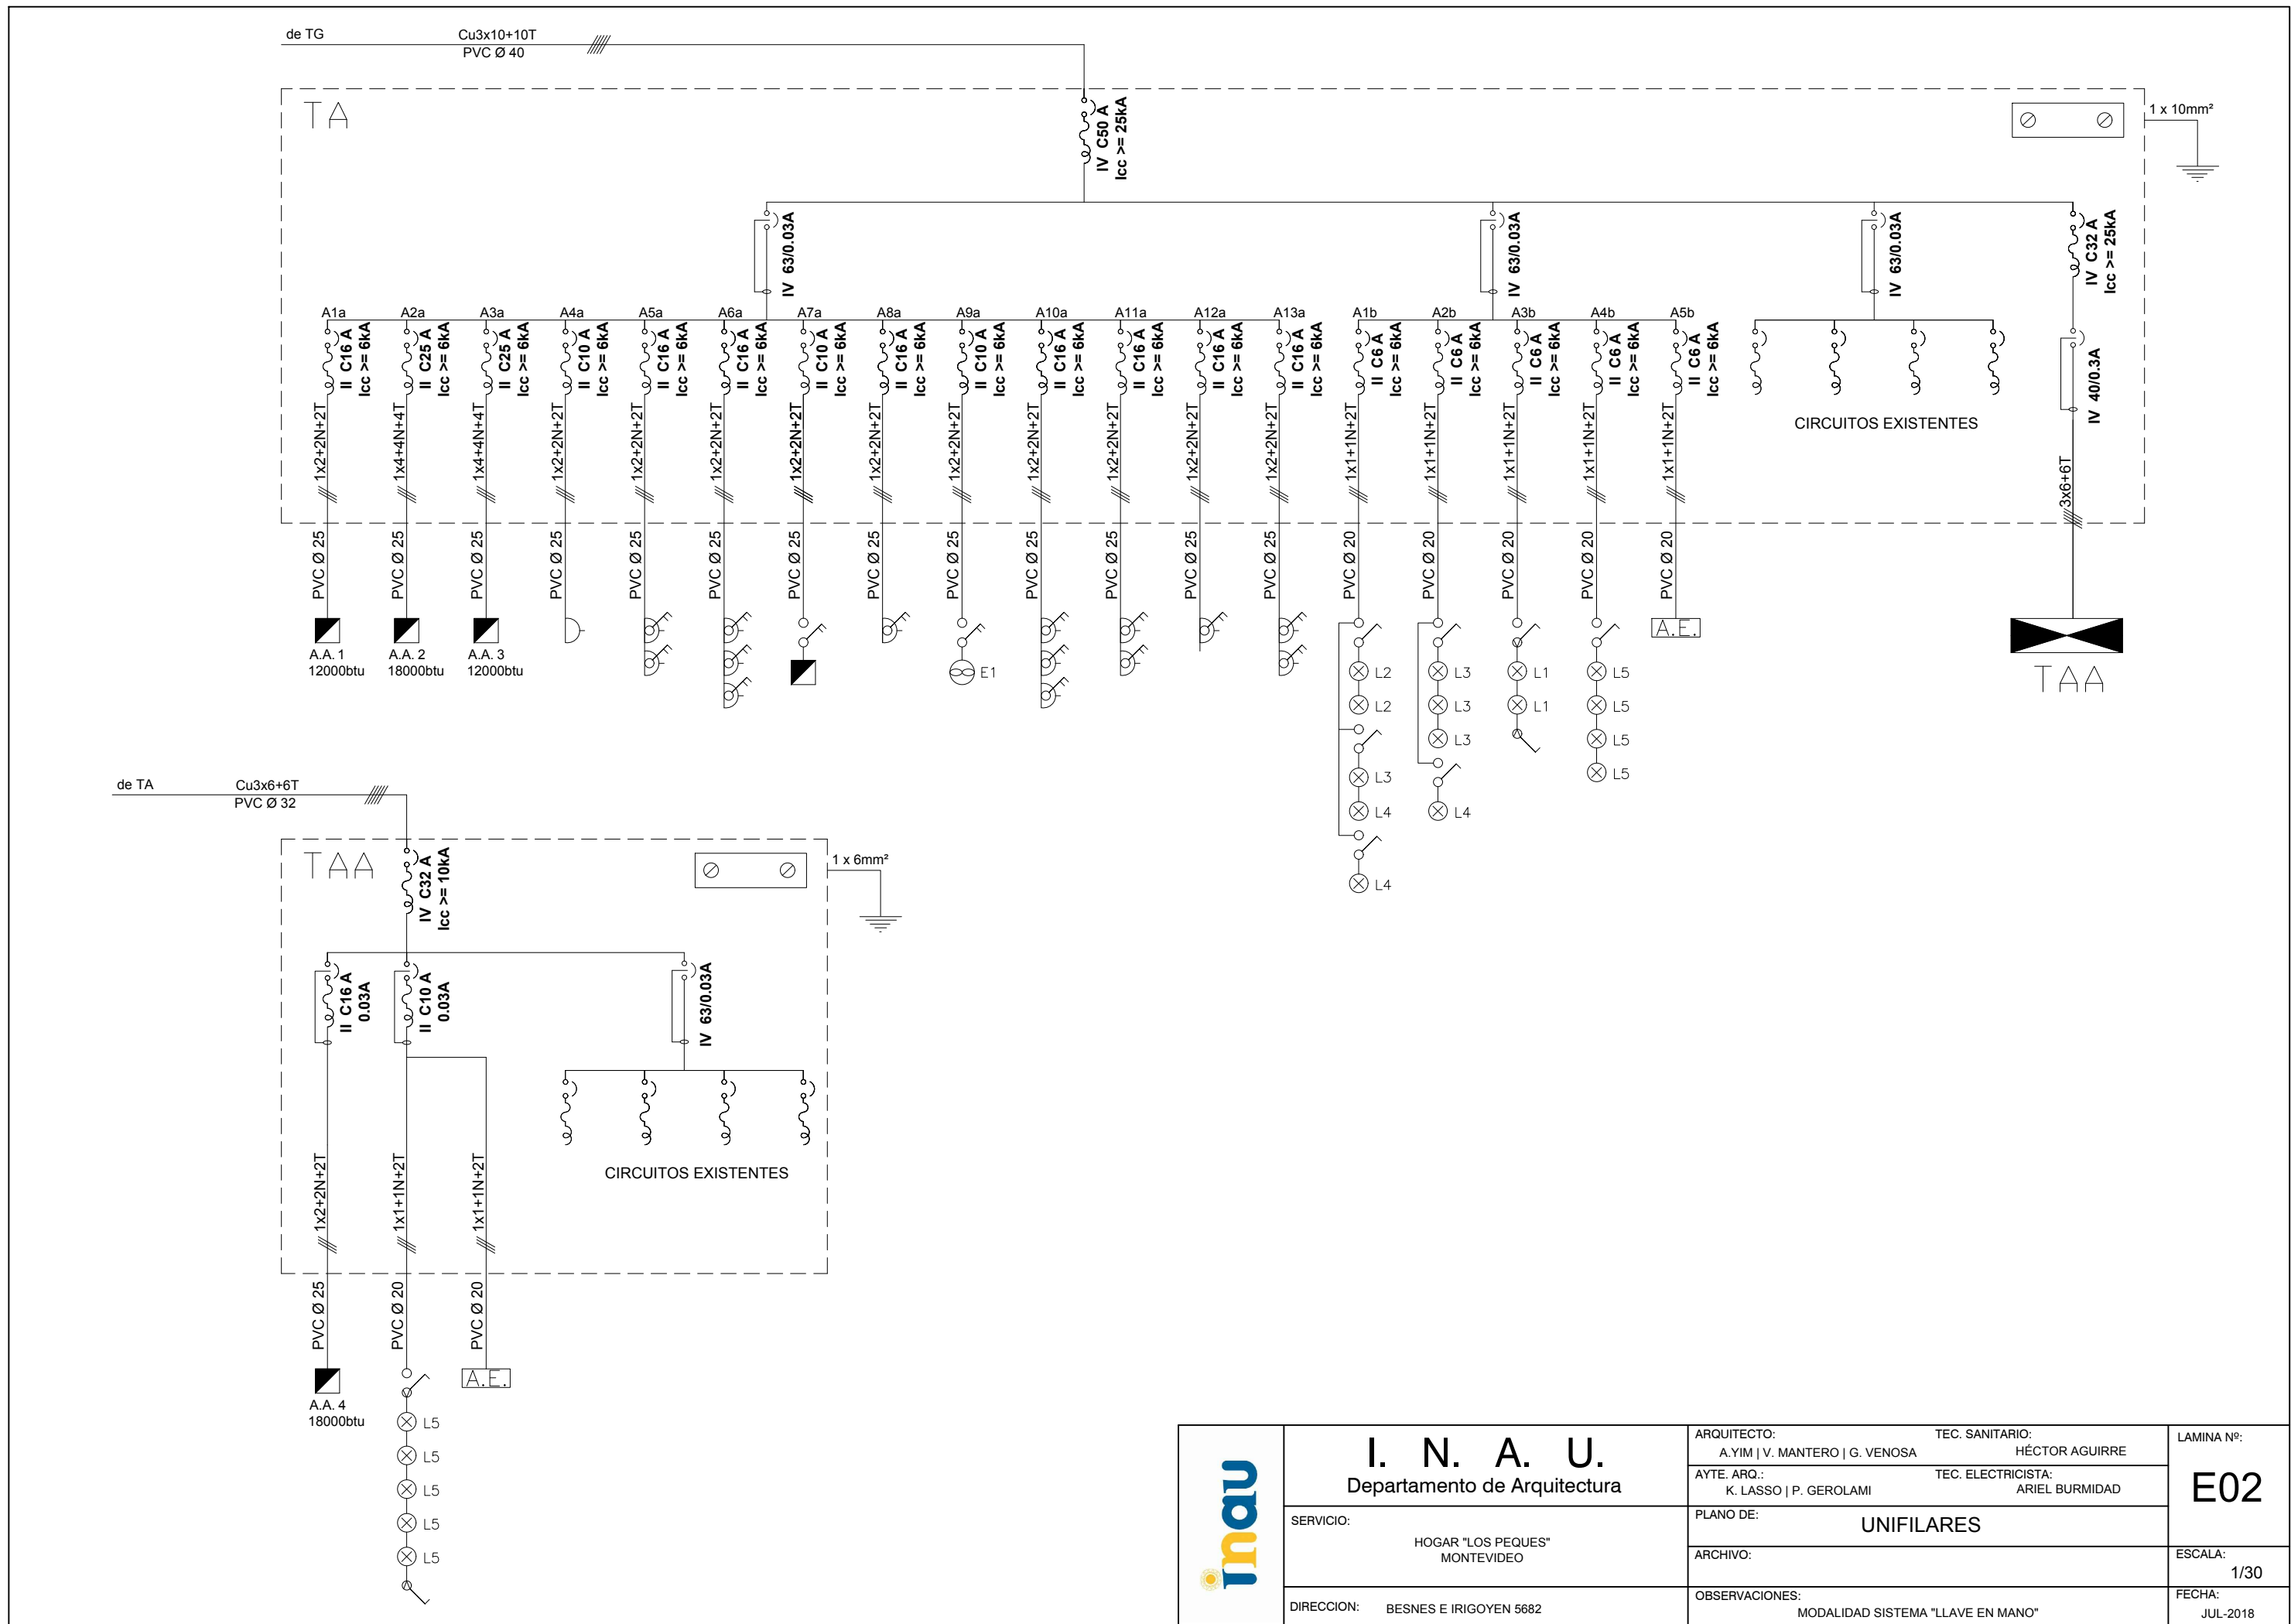 de TG
Cu3x10+10T
PVC Ø 40
TA
IV C50 A
Icc >= 25kA
1 x 10mm²
IV 63/0.03A
IV 63/0.03A
IV 63/0.03A
IV C32 A
Icc >= 25kA
IV 40/0.3A
3x6+6T
A1a
A2a
A3a
A4a
A5a
A6a
A7a
A8a
A9a
A10a
A11a
A12a
A13a
A1b
A2b
A3b
A4b
A5b
II C16 A
Icc >= 6kA
II C25 A
Icc >= 6kA
II C25 A
Icc >= 6kA
II C10 A
Icc >= 6kA
II C16 A
Icc >= 6kA
II C16 A
Icc >= 6kA
II C10 A
Icc >= 6kA
II C16 A
Icc >= 6kA
II C10 A
Icc >= 6kA
II C16 A
Icc >= 6kA
II C16 A
Icc >= 6kA
II C16 A
Icc >= 6kA
II C16 A
Icc >= 6kA
II C6 A
Icc >= 6kA
II C6 A
Icc >= 6kA
II C6 A
Icc >= 6kA
II C6 A
Icc >= 6kA
II C6 A
Icc >= 6kA
CIRCUITOS EXISTENTES
1x2+2N+2T
1x4+4N+4T
1x4+4N+4T
1x2+2N+2T
1x2+2N+2T
1x2+2N+2T
1x2+2N+2T
1x2+2N+2T
1x2+2N+2T
1x2+2N+2T
1x2+2N+2T
1x2+2N+2T
1x2+2N+2T
1x1+1N+2T
1x1+1N+2T
1x1+1N+2T
1x1+1N+2T
1x1+1N+2T
PVC Ø 25
PVC Ø 25
PVC Ø 25
PVC Ø 25
PVC Ø 25
PVC Ø 25
PVC Ø 25
PVC Ø 25
PVC Ø 25
PVC Ø 25
PVC Ø 25
PVC Ø 25
PVC Ø 25
PVC Ø 20
PVC Ø 20
PVC Ø 20
PVC Ø 20
PVC Ø 20
A.A. 1
12000btu
A.A. 2
18000btu
A.A. 3
12000btu
E1
L2
L2
L3
L4
L4
L3
L3
L3
L4
L1
L1
L5
L5
L5
L5
A.E.
TAA
de TA
Cu3x6+6T
PVC Ø 32
TAA
IV C32 A
Icc >= 10kA
1 x 6mm²
II C16 A
0.03A
II C10 A
0.03A
IV 63/0.03A
CIRCUITOS EXISTENTES
1x2+2N+2T
1x1+1N+2T
1x1+1N+2T
PVC Ø 25
PVC Ø 20
PVC Ø 20
A.A. 4
18000btu
A.E.
L5
L5
L5
L5
L5
inau
I. N. A. U.
Departamento de Arquitectura
SERVICIO:
HOGAR "LOS PEQUES"
MONTEVIDEO
DIRECCION: BESNES E IRIGOYEN 5682
ARQUITECTO:
A.YIM | V. MANTERO | G. VENOSA
TEC. SANITARIO:
HÉCTOR AGUIRRE
AYTE. ARQ.:
K. LASSO | P. GEROLAMI
TEC. ELECTRICISTA:
ARIEL BURMIDAD
PLANO DE:
UNIFILARES
ARCHIVO:
OBSERVACIONES:
MODALIDAD SISTEMA "LLAVE EN MANO"
LAMINA Nº:
E02
ESCALA:
1/30
FECHA:
JUL-2018